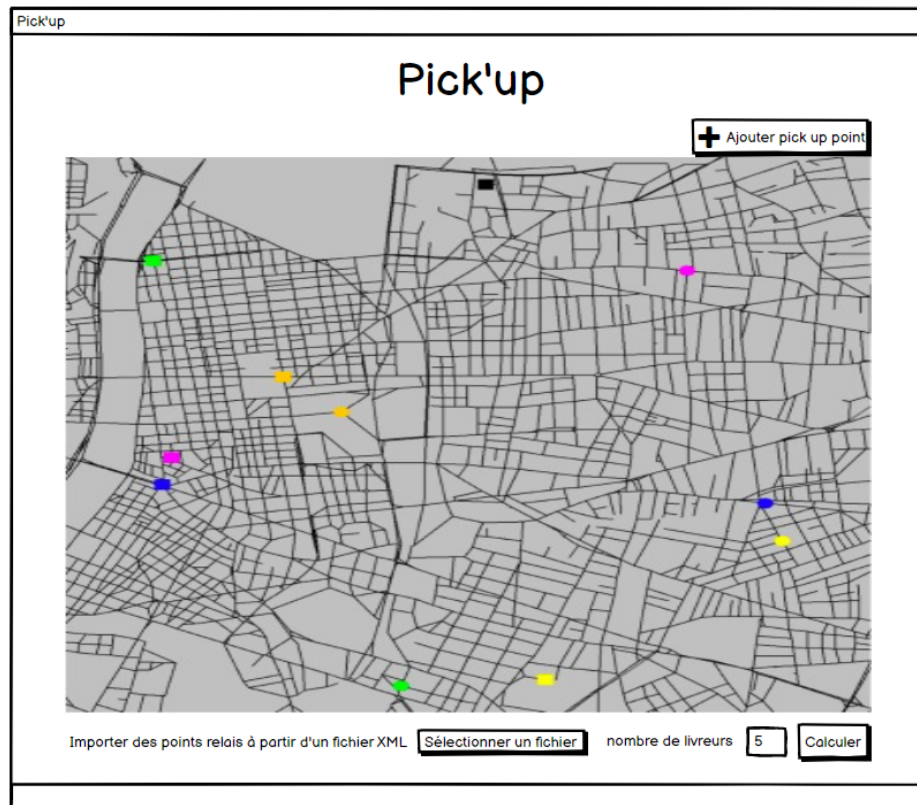 Pick'up
Pick'up
Ajouter pick up point
Importer des points relais à partir d'un fichier XML Sélectionner un fichier nombre de livreurs 5 Calculer